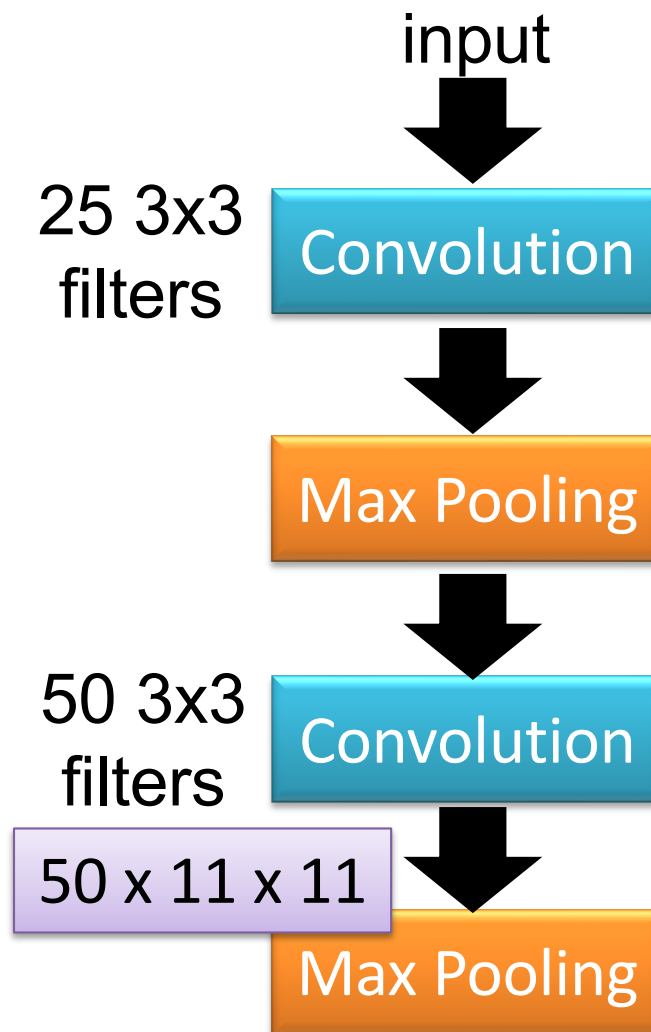 input
25 3x3
filters
Convolution
Max Pooling
50 3x3
filters
Convolution
50 x 11 x 11
Max Pooling